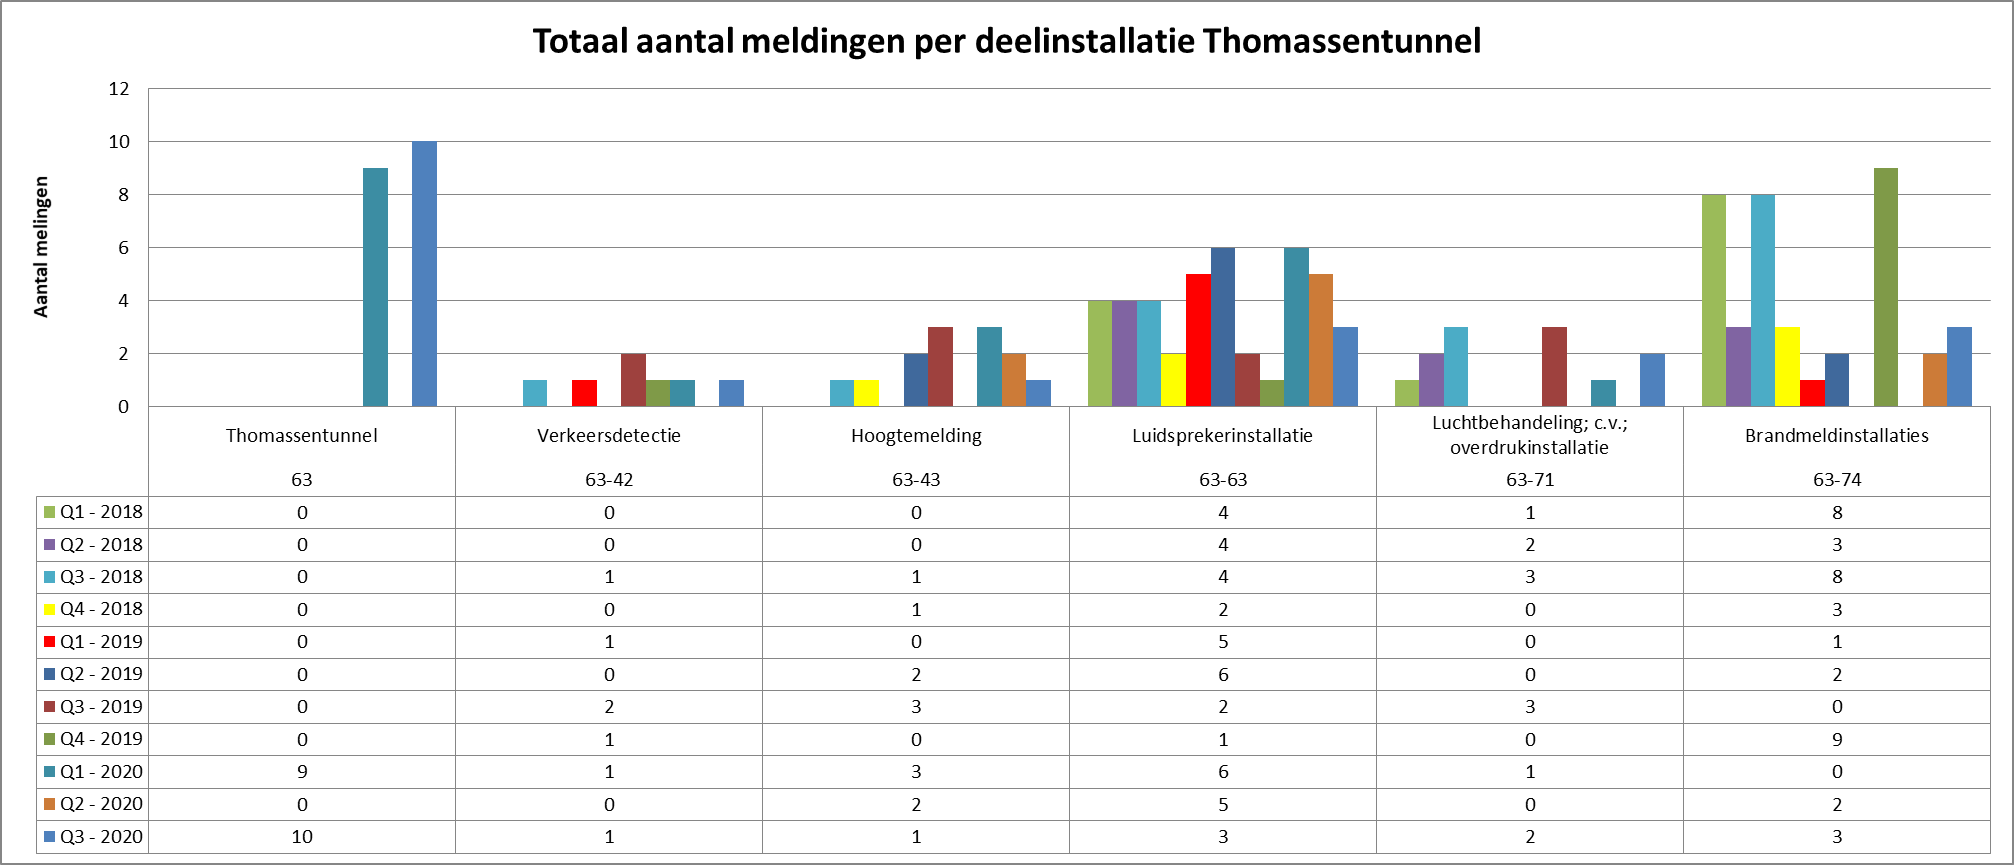 Totaal aantal meldingen per deelinstallatie Thomassentunnel
Aantal melingen
12
10
8
6
4
2
0
Thomassentunnel Verkeersdetectie Hoogtemelding Luidsprekerinstallatie Luchtbehandeling; c.v.; overdrukinstallatie Brandmeldinstallaties
63 63-42 63-43 63-63 63-71 63-74
Q1 - 2018 0 0 0 4 1 8
Q2 - 2018 0 0 0 4 2 3
Q3 - 2018 0 1 1 4 3 8
Q4 - 2018 0 0 1 2 0 3
Q1 - 2019 0 1 0 5 0 1
Q2 - 2019 0 0 2 6 0 2
Q3 - 2019 0 2 3 2 3 0
Q4 - 2019 0 1 0 1 0 9
Q1 - 2020 9 1 3 6 1 0
Q2 - 2020 0 0 2 5 0 2
Q3 - 2020 10 1 1 3 2 3